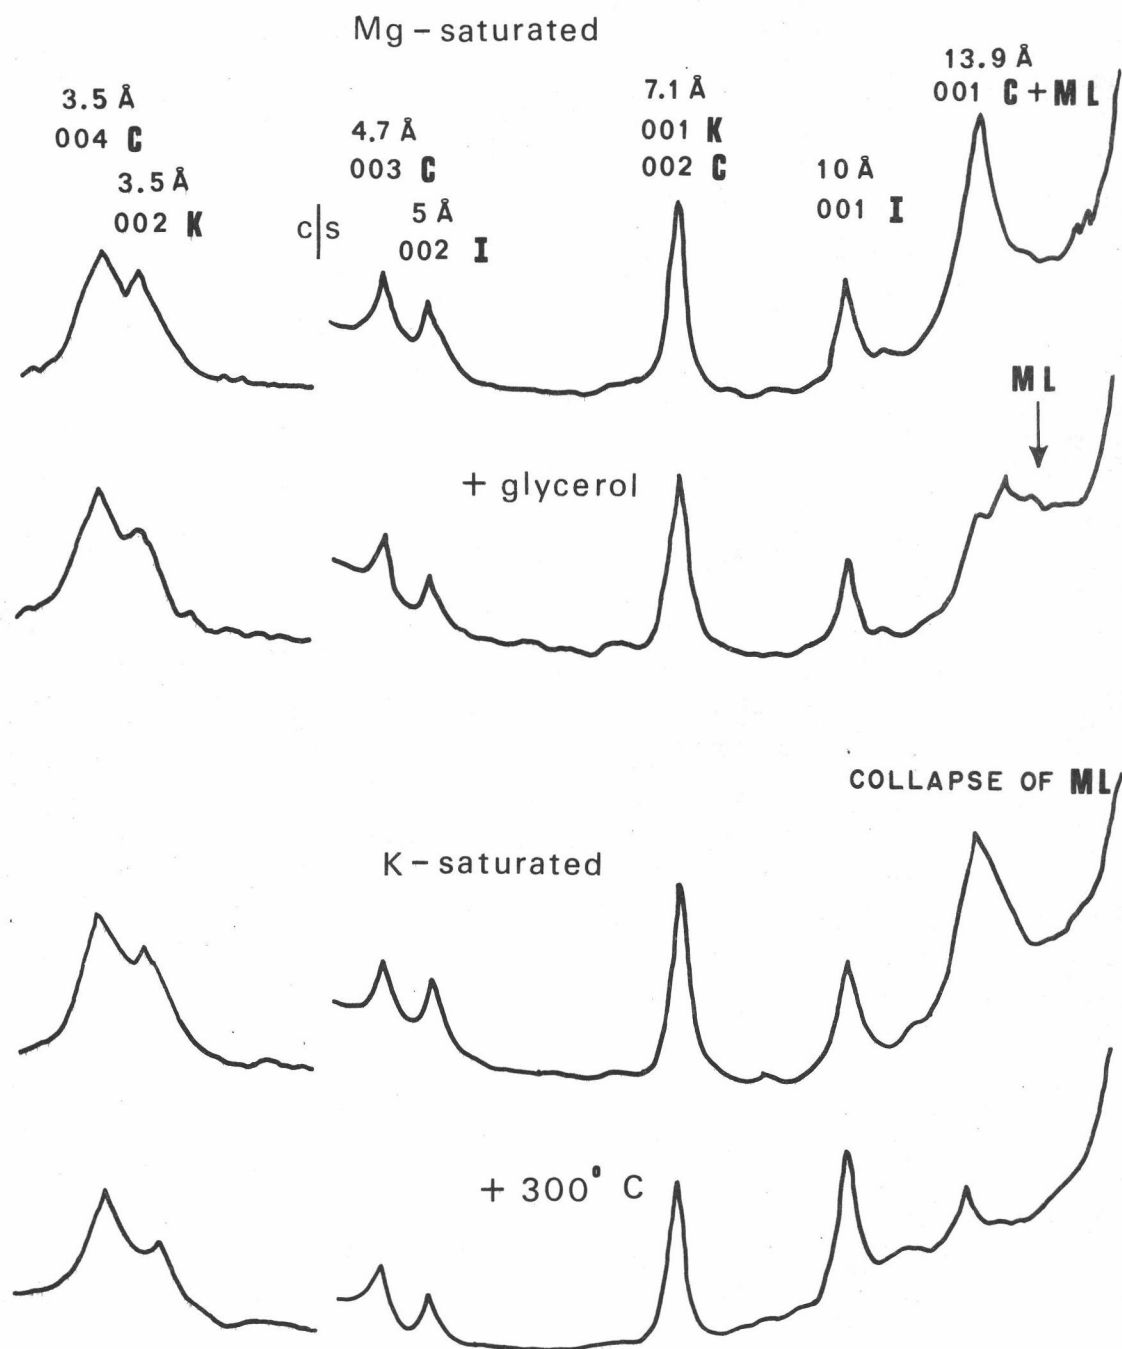 Mg-saturated
3.5 Å
004 C
3.5 Å
002 K
c|s
4.7 Å
003 C
5 Å
002 I
7.1 Å
001 K
002 C
10 Å
001 I
13.9 Å
001 C+ML
ML
+ glycerol
COLLAPSE OF ML
K-saturated
+ 300° C